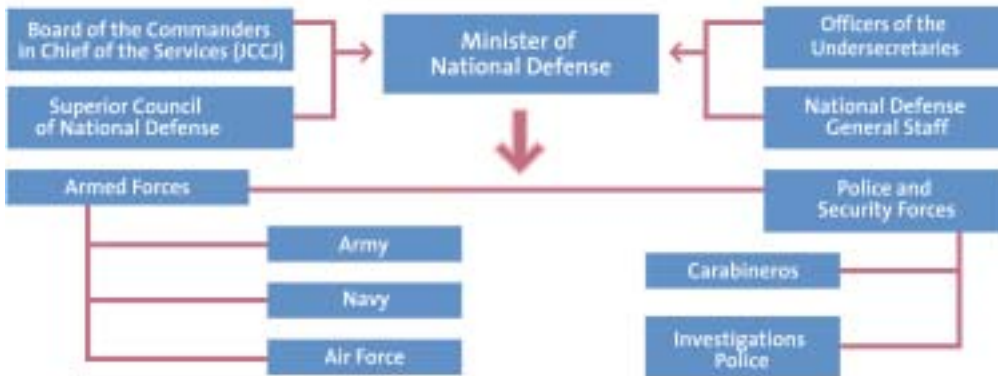 Board of the Commanders
in Chief of the Services (JCCJ)
Minister of
National Defense
Officers of the
Undersecretaries
Superior Council
of National Defense
National Defense
General Staff
Armed Forces
Police and
Security Forces
Army
Carabineros
Navy
Investigations
Police
Air Force